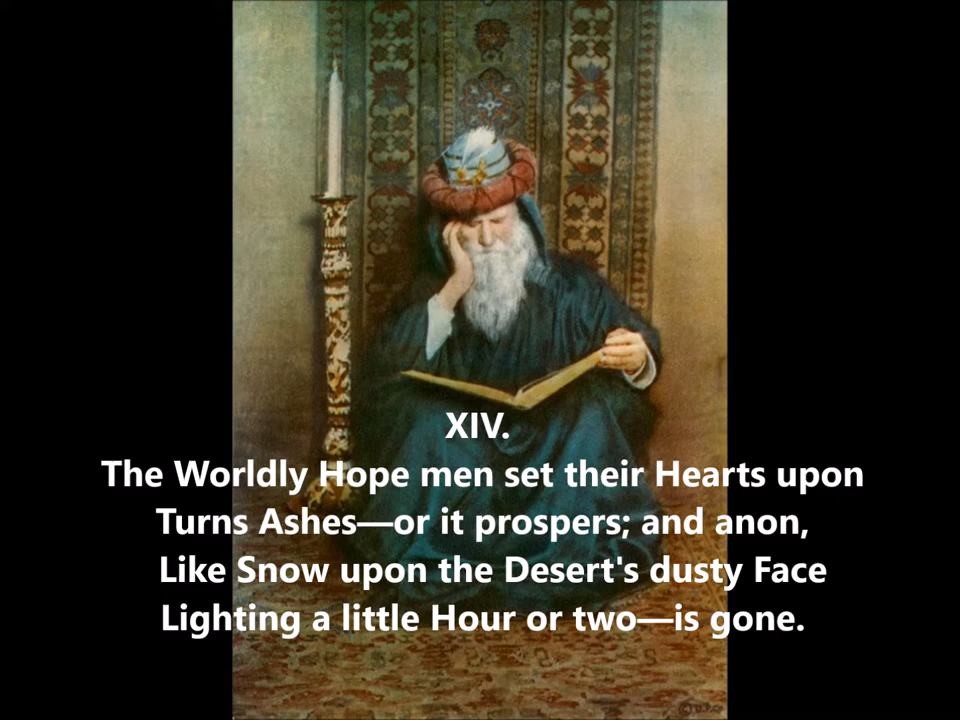 XIV.
The Worldly Hope men set their Hearts upon
Turns Ashes—or it prospers; and anon,
Like Snow upon the Desert's dusty Face
Lighting a little Hour or two—is gone.